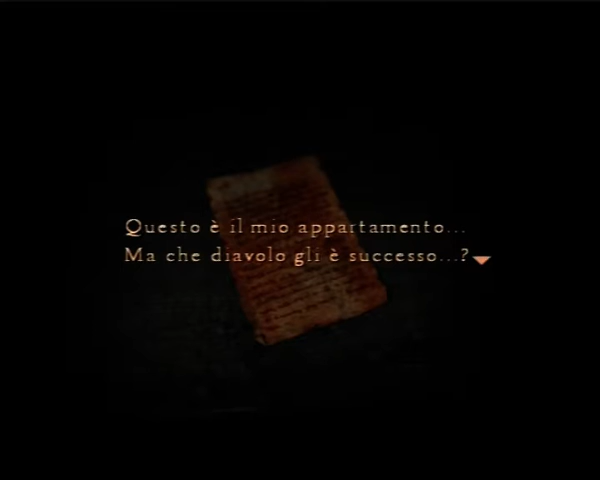 Questo è il mio appartamento...
Ma che diavolo gli è successo...?